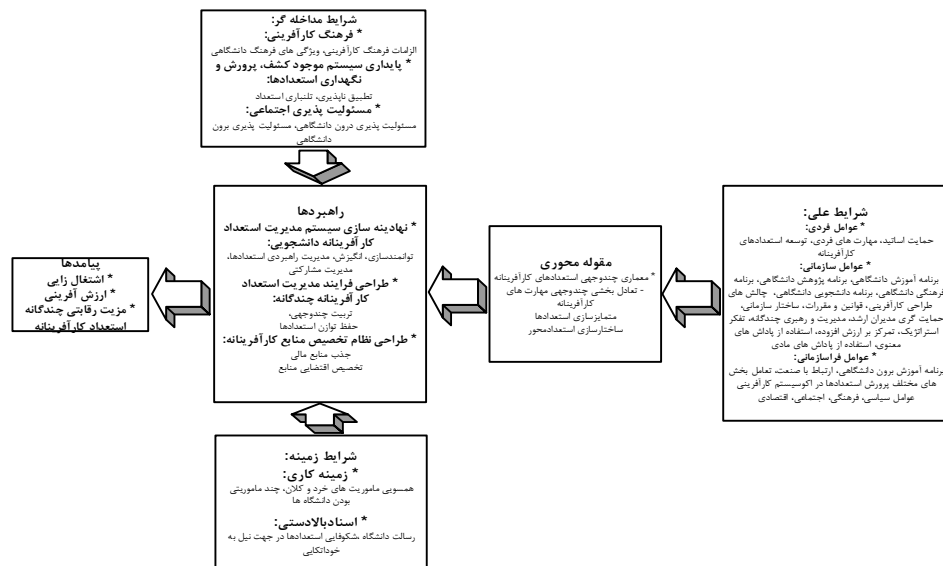 شرایط مداخله گر:
* فرهنگ کارآفرینی:
الزامات فرهنگ کارآفرینی، ویژگی های فرهنگ دانشگاهی
* پایداری سیستم موجود کشف، پرورش و
نگهداری استعدادها:
تطبیق ناپذیری، تلنباری استعداد
* مسئولیت پذیری اجتماعی:
مسئولیت پذیری درون دانشگاهی، مسئولیت پذیری برون
دانشگاهی
شرایط علی:
* عوامل فردی:
حمایت اساتید، مهارت های فردی، توسعه استعدادهای
کارآفرینانه
* عوامل سازمانی:
برنامه آموزش دانشگاهی، برنامه پژوهش دانشگاهی، برنامه
فرهنگی دانشگاهی، برنامه دانشجویی دانشگاهی، چالش های
طراحی کارآفرینی، قوانین و مقررات، ساختار سازمانی،
حمایت گری مدیران ارشد، مدیریت و رهبری چندگانه، تفکر
استراتژیک، تمرکز بر ارزش افزوده، استفاده از پاداش های
معنوی، استفاده از پاداش های مادی
* عوامل فراسازمانی:
برنامه آموزش برون دانشگاهی، ارتباط با صنعت، تعامل بخش
های مختلف پرورش استعدادها در اکوسیستم کارآفرینی
عوامل سیاسی، فرهنگی، اجتماعی، اقتصادی
مقوله محوری
* معماری چندوجهی استعدادهای کارآفرینانه
- تعادل بخشی چندوجهی مهارت های
کارآفرینانه
متمایزسازی استعدادها
ساختارسازی استعدادمحور
راهبردها
* نهادینه سازی سیستم مدیریت استعداد
کارآفرینانه دانشجویی:
توانمندسازی، انگیزش، مدیریت راهبردی استعدادها،
مدیریت مشارکتی
* طراحی فرایند مدیریت استعداد
کارآفرینانه چندگانه:
تربیت چندوجهی،
حفظ توازن استعدادها
* طراحی نظام تخصیص منابع کارآفرینانه:
جذب منابع مالی
تخصیص اقتضایی منابع
پیامدها
* اشتغال زایی
* ارزش آفرینی
* مزیت رقابتی چندگانه
استعداد کارآفرینانه
شرایط زمینه:
* زمینه کاری:
همسویی ماموریت های خرد و کلان، چند ماموریتی
بودن دانشگاه ها
* اسنادبالادستی:
رسالت دانشگاه ،شکوفایی استعدادها در جهت نیل به
خوداتکایی